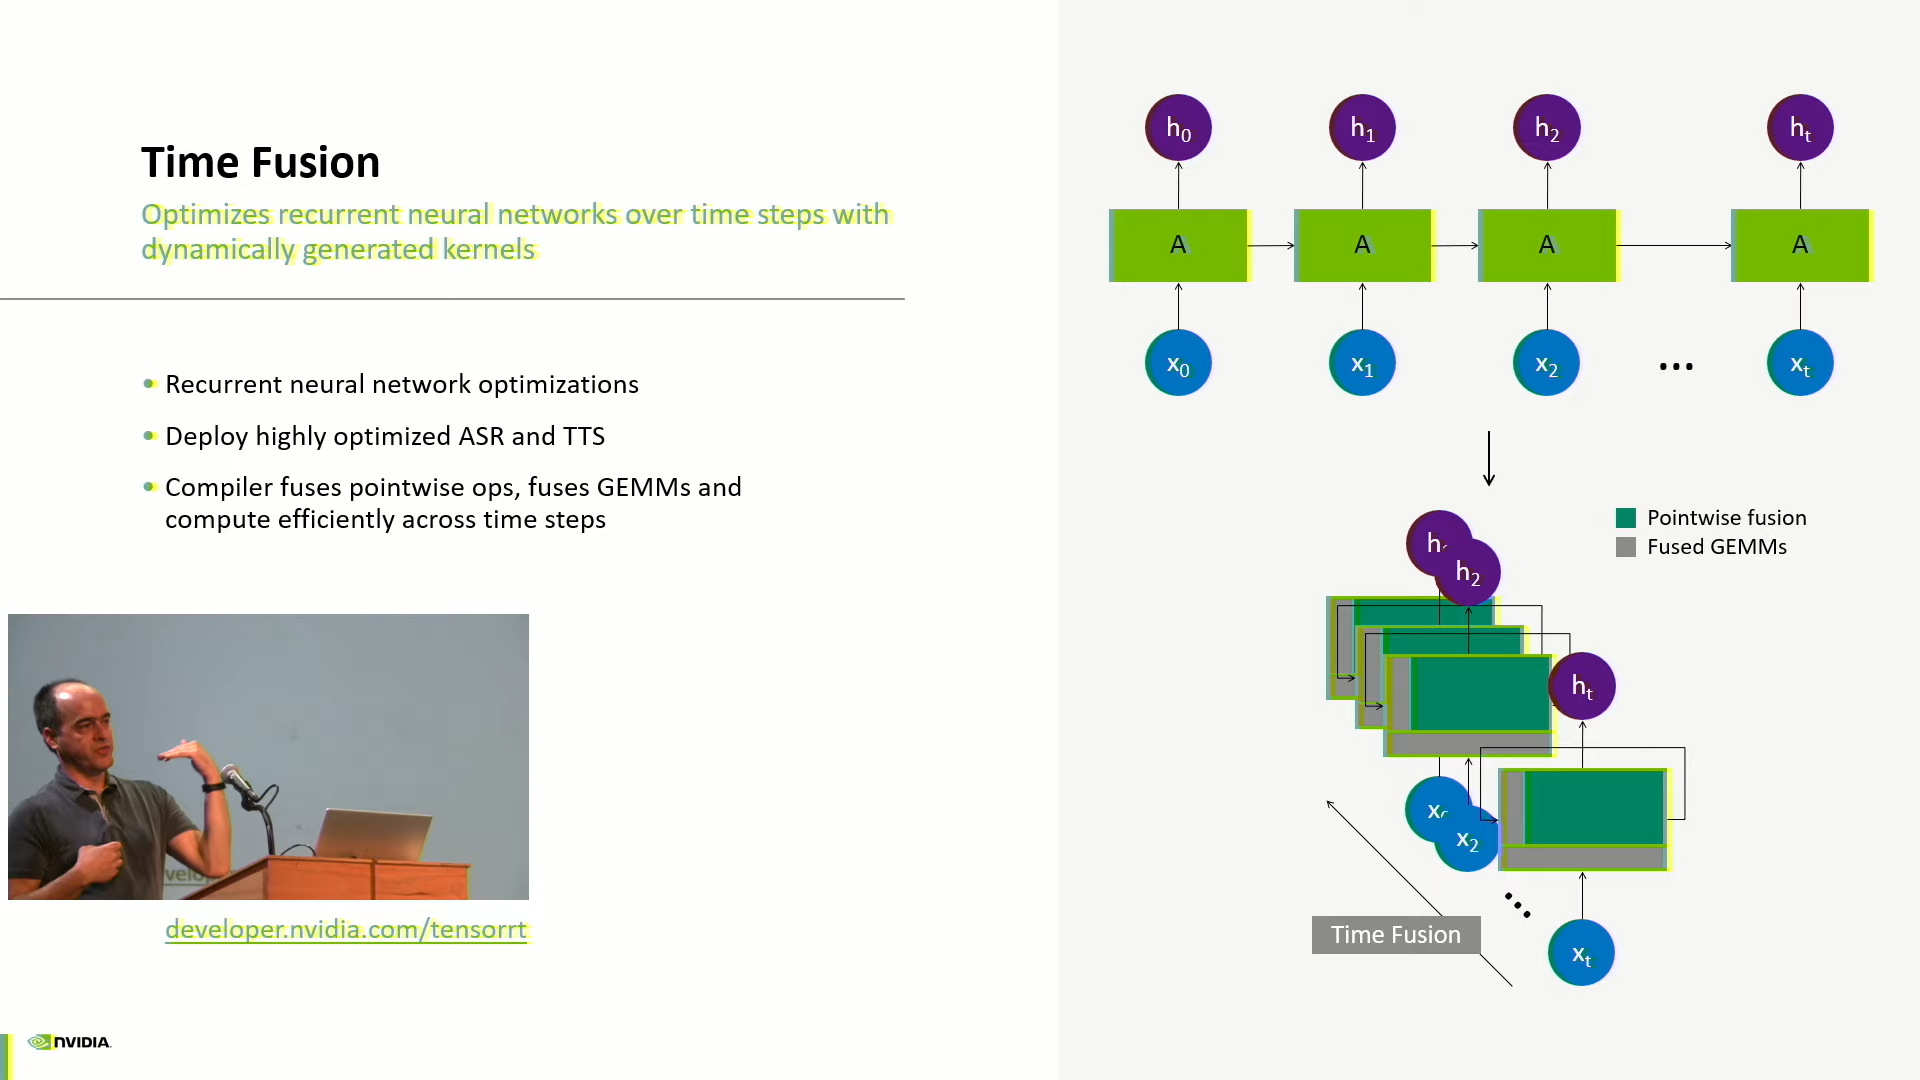 Time Fusion
Optimizes recurrent neural networks over time steps with
dynamically generated kernels
• Recurrent neural network optimizations
• Deploy highly optimized ASR and TTS
• Compiler fuses pointwise ops, fuses GEMMs and
compute efficiently across time steps
developer.nvidia.com/tensorrt
NVIDIA.
h0 h1 h2 ht
A A A A
x0 x1 x2 ... xt
Pointwise fusion
Fused GEMMs
h
h2
ht
x
x2
Time Fusion
xt